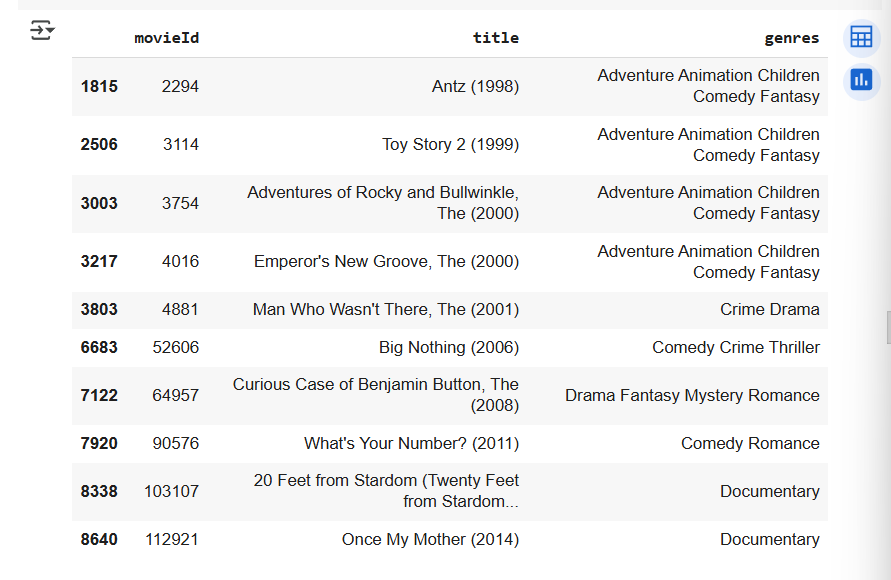 movieId title genres
1815 2294 Antz (1998) Adventure Animation Children
Comedy Fantasy
2506 3114 Toy Story 2 (1999) Adventure Animation Children
Comedy Fantasy
3003 3754 Adventures of Rocky and Bullwinkle, Adventure Animation Children
The (2000) Comedy Fantasy
3217 4016 Emperor's New Groove, The (2000) Adventure Animation Children
Comedy Fantasy
3803 4881 Man Who Wasn't There, The (2001) Crime Drama
6683 52606 Big Nothing (2006) Comedy Crime Thriller
7122 64957 Curious Case of Benjamin Button, The Drama Fantasy Mystery Romance
(2008)
7920 90576 What's Your Number? (2011) Comedy Romance
8338 103107 20 Feet from Stardom (Twenty Feet Documentary
from Stardom...
8640 112921 Once My Mother (2014) Documentary